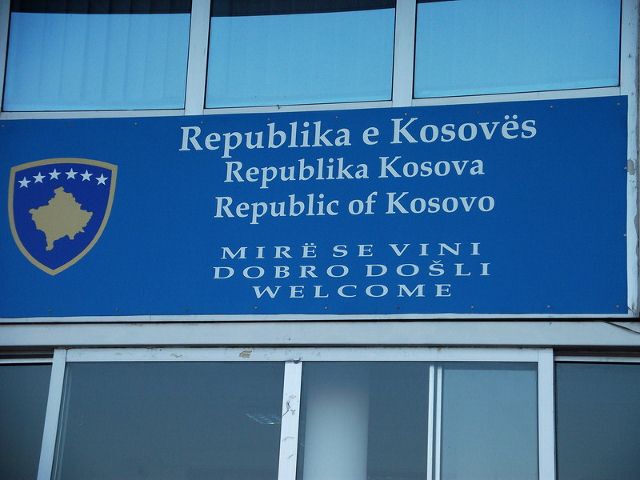 Republika e Kosovës
Republika Kosova
Republic of Kosovo
MIRË SE VINI
DOBRO DOŠLI
WELCOME